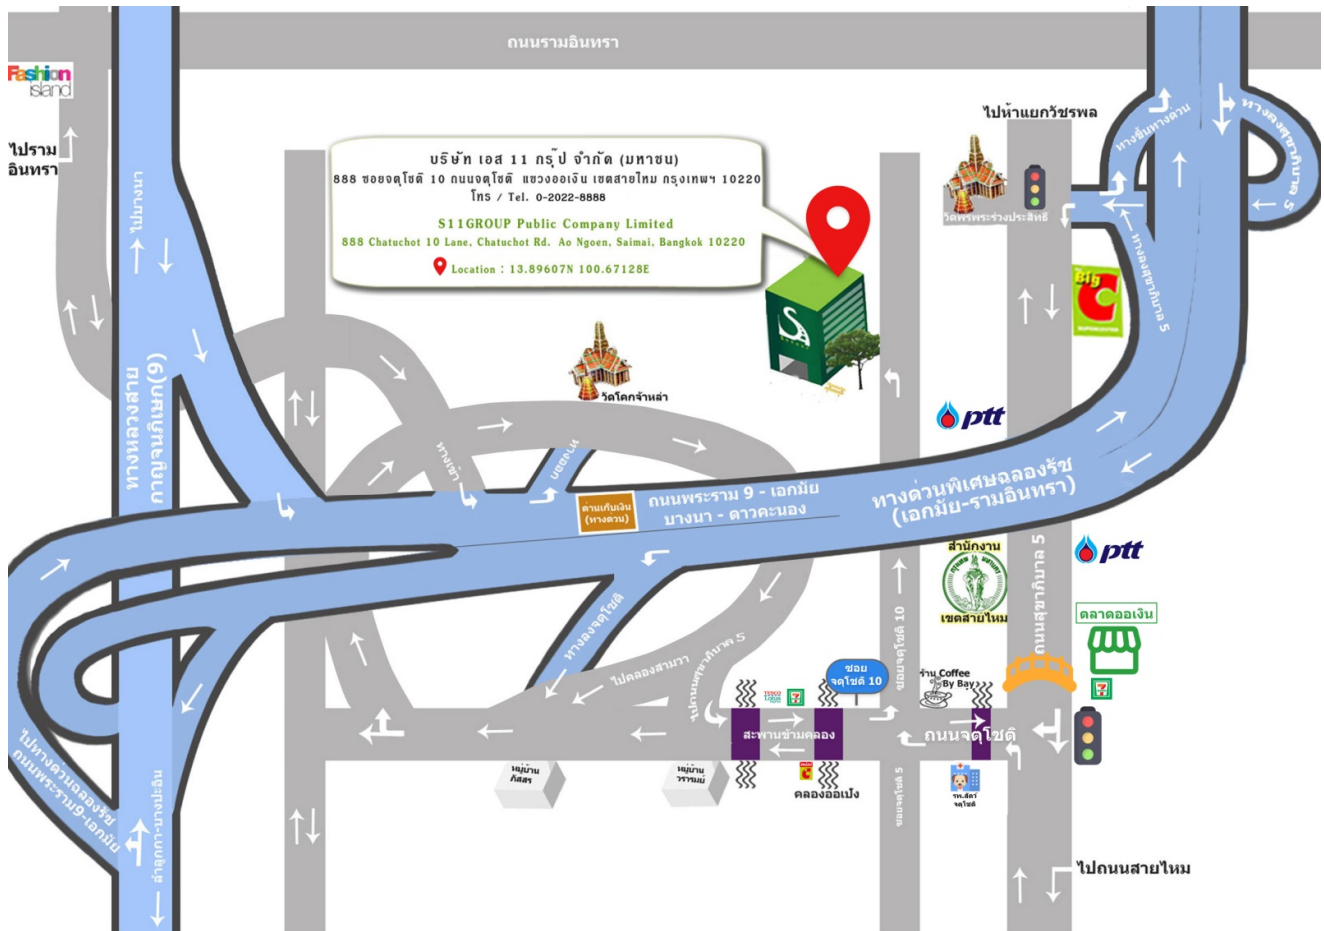 ถนนรามอินทรา
Fashion
island
ไปราม
อินทรา
ไปบางนา
ทางหลวงสาย
กาญจนภิเษก(9)
บริษัท เอส 11 กรุ๊ป จำกัด (มหาชน)
888 ซอยจตุโชติ 10 ถนนจตุโชติ แขวงออเงิน เขตสายไหม กรุงเทพฯ 10220
โทร / Tel. 0-2022-8888
S11GROUP Public Company Limited
888 Chatuchot 10 Lane, Chatuchot Rd. Ao Ngoen, Saimai, Bangkok 10220
Location : 13.89607N 100.67128E
ไปห้าแยกวัชรพล
วัดพรพระร่วงประสิทธิ์
ทางขึ้นทางด่วน
ทางลงสุขาภิบาล 5
ทางลงสุขาภิบาล 5
Big
C
SUPERCENTER
S
วัดโคกจ้าหล่า
ptt
ทางเข้า
ทางออก
ด่านเก็บเงิน
(ทางด่วน)
ถนนพระราม 9 - เอกมัย
บางนา - ดาวคะนอง
ทางด่วนพิเศษฉลองรัช
(เอกมัย-รามอินทรา)
สำนักงาน
เขตสายไหม
ถนนสุขาภิบาล 5
ptt
ตลาดออเงิน
7
ทางลงจตุโชติ
ไปคลองสามวา
ไปถนนสุขาภิบาล 5
ซอย
จตุโชติ 10
ซอยจตุโชติ 10
ร้าน Coffee
By Bay
TESCO
Lotus
7
สะพานข้ามคลอง
ถนนจตุโชติ
หมู่บ้าน
ภัสสร
หมู่บ้าน
วรารมย์
คลองออเป้ง
ซอยจตุโชติ 5
รพ.สัตว์
จตุโชติ
ไปทางด่วนฉลองรัช
ถนนพระราม9-เอกมัย
ลำลูกกา-บางปะอิน
ไปถนนสายไหม